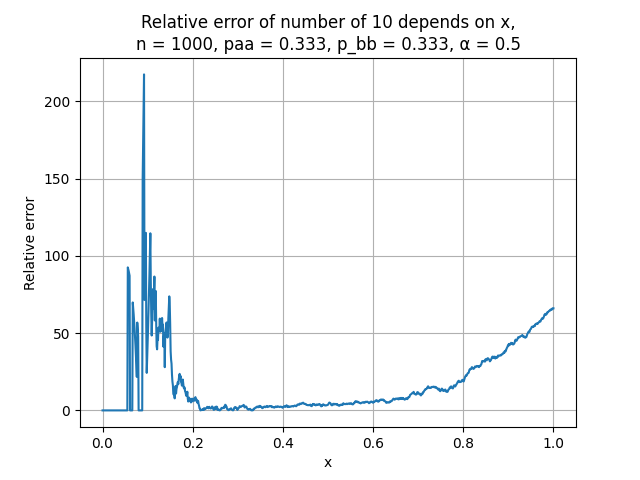 Relative error of number of 10 depends on x,
n = 1000, paa = 0.333, p_bb = 0.333, α = 0.5
200
150
100
50
0
Relative error
0.0 0.2 0.4 0.6 0.8 1.0
x